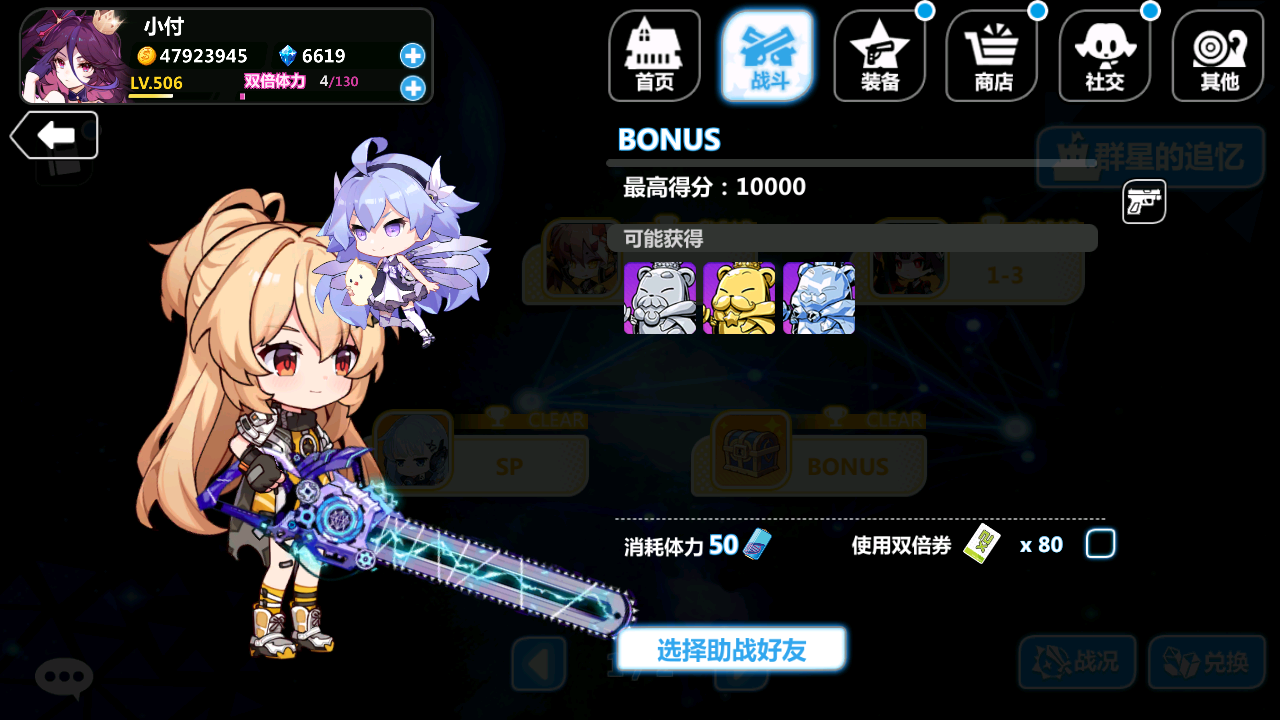 小付
47923945
6619
LV.506
双倍体力
4/130
首页
战斗
装备
商店
社交
其他
BONUS
群星的追忆
最高得分：10000
可能获得
1-3
CLEAR
SP
CLEAR
BONUS
消耗体力 50
使用双倍券
2X
x 80
选择助战好友
战况
兑换